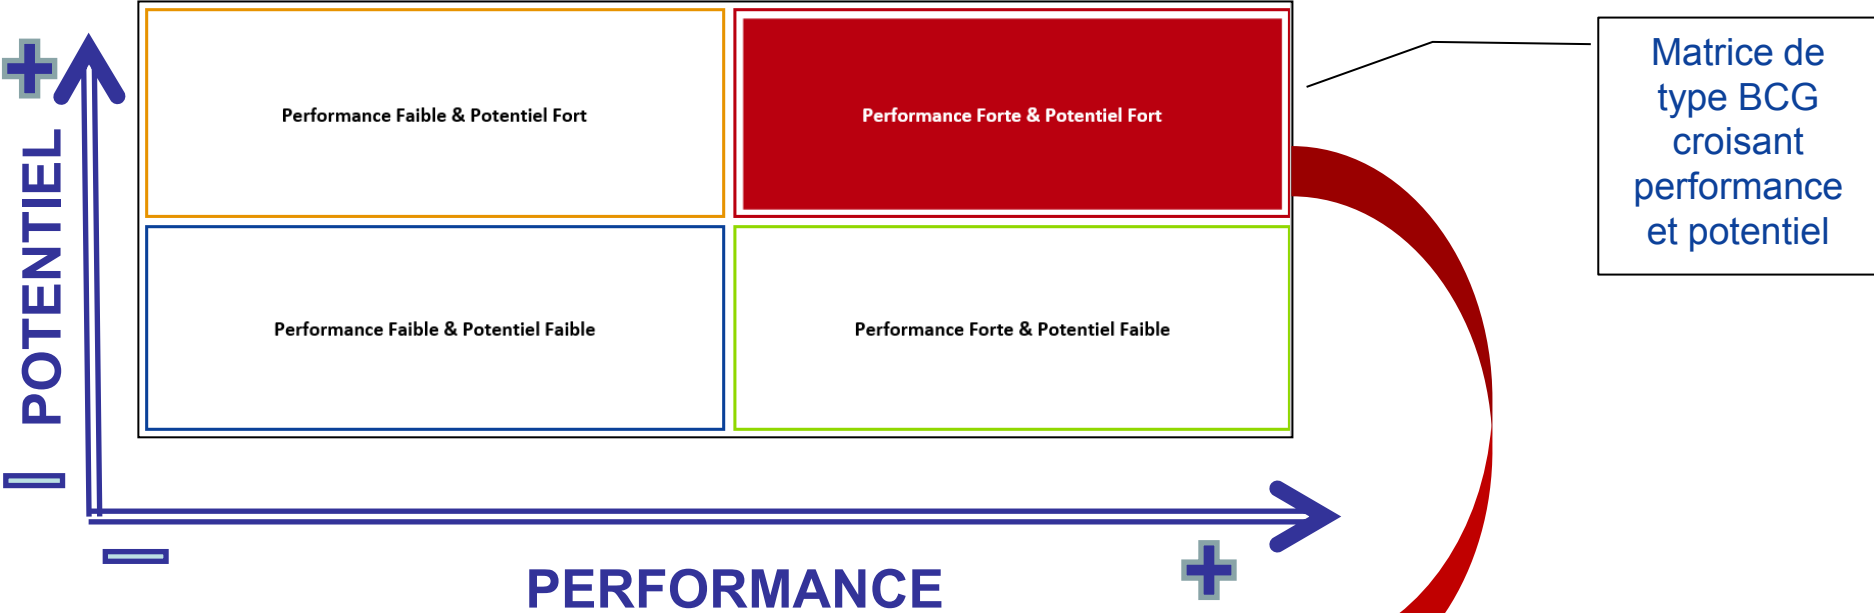 Performance Faible & Potentiel Fort
Performance Forte & Potentiel Fort
Performance Faible & Potentiel Faible
Performance Forte & Potentiel Faible
POTENTIEL
PERFORMANCE
Matrice de
type BCG
croisant
performance
et potentiel